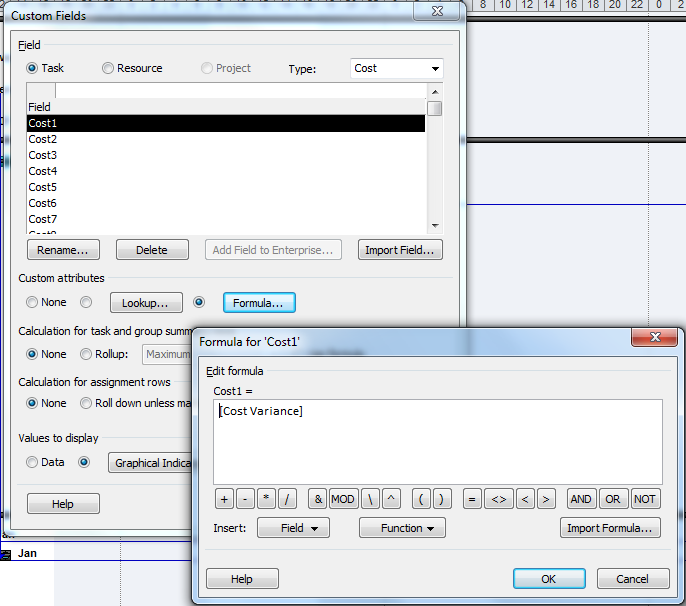 8 10 12 14 16 18 20 22 0 2
Custom Fields
Field
Task Resource Project Type: Cost
Field
Cost1
Cost2
Cost3
Cost4
Cost5
Cost6
Cost7
Rename... Delete Add Field to Enterprise... Import Field...
Custom attributes
None Lookup... Formula...
Calculation for task and group summ
None Rollup: Maximum
Calculation for assignment rows
None Roll down unless ma
Values to display
Data Graphical Indica
Help
Formula for 'Cost1'
Edit formula
Cost1 =
[Cost Variance]
+ - * / & MOD \ ^ ( ) = <> < > AND OR NOT
Insert: Field Function Import Formula...
Help OK Cancel
Jan